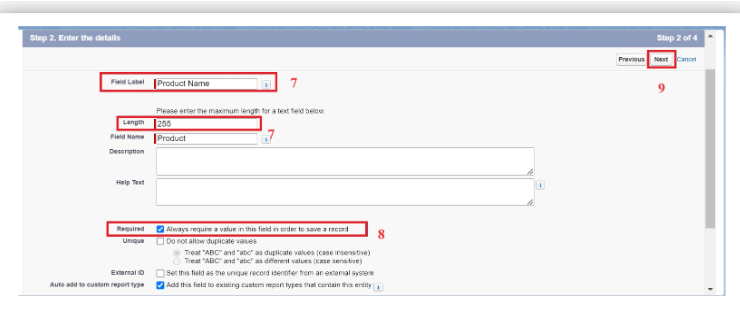 Step 2. Enter the details Step 2 of 4
Previous Next Cancel
9
Field Label Product Name i 7
Please enter the maximum length for a text field below.
Length 255
7
Field Name Product i
Description
Help Text i
Required Always require a value in this field in order to save a record 8
Unique Do not allow duplicate values
Treat "ABC" and "abc" as duplicate values (case insensitive)
Treat "ABC" and "abc" as different values (case sensitive)
External ID Set this field as the unique record identifier from an external system
Auto add to custom report type Add this field to existing custom report types that contain this entity i